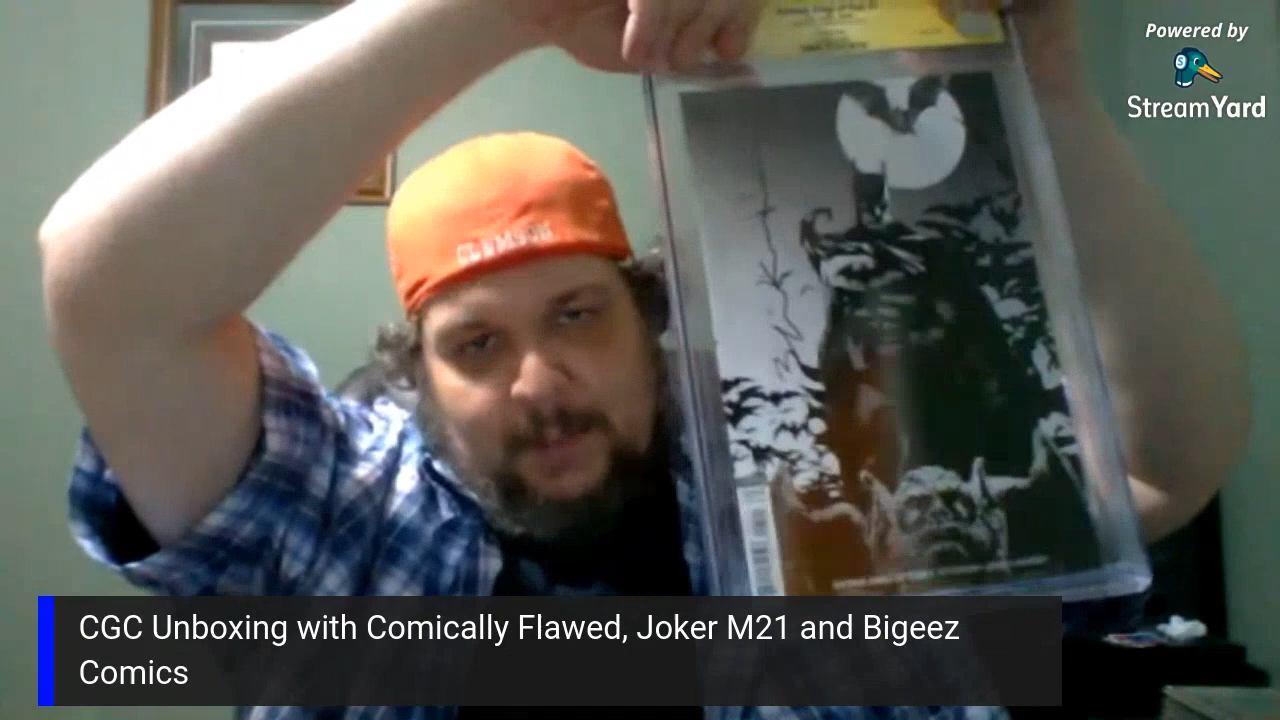 Powered by
StreamYard
CLEMSON
CGC Unboxing with Comically Flawed, Joker M21 and Bigeez
Comics